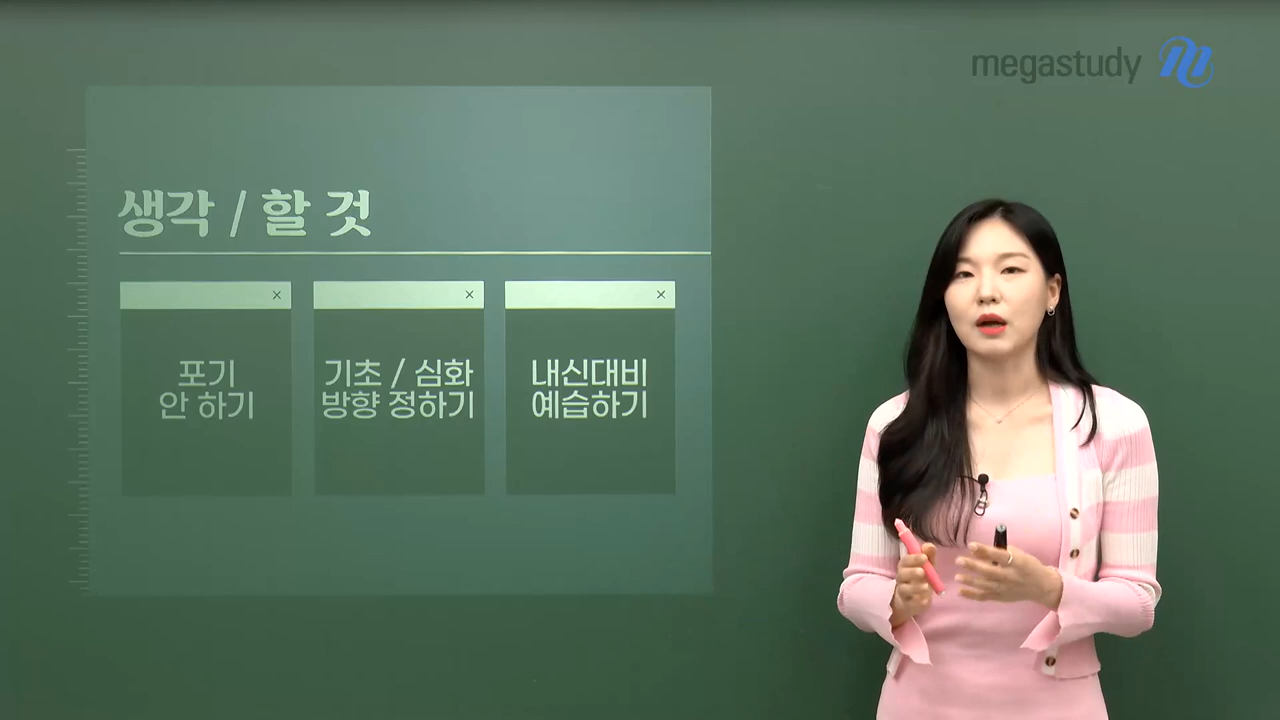 megastudy
생각 / 할 것
포기
안 하기
기초 / 심화
방향 정하기
내신대비
예습하기